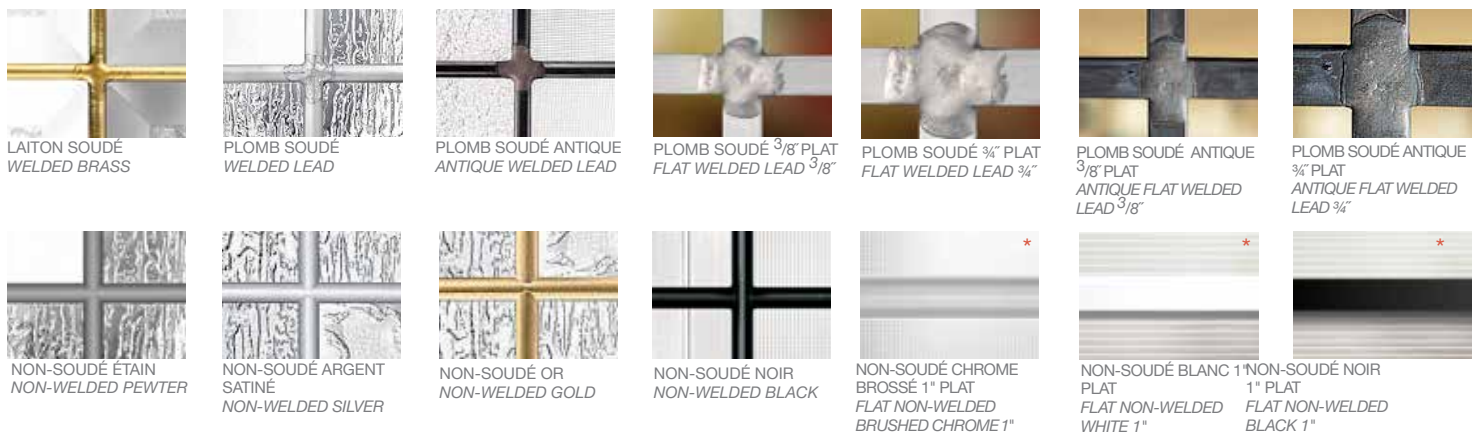 LAITON SOUDÉ
WELDED BRASS
PLOMB SOUDÉ
WELDED LEAD
PLOMB SOUDÉ ANTIQUE
ANTIQUE WELDED LEAD
PLOMB SOUDÉ 3/8˝ PLAT
FLAT WELDED LEAD 3/8˝
PLOMB SOUDÉ ¾˝ PLAT
FLAT WELDED LEAD ¾˝
PLOMB SOUDÉ ANTIQUE
3/8˝ PLAT
ANTIQUE FLAT WELDED
LEAD 3/8˝
PLOMB SOUDÉ ANTIQUE
¾˝ PLAT
ANTIQUE FLAT WELDED
LEAD ¾˝
NON-SOUDÉ ÉTAIN
NON-WELDED PEWTER
NON-SOUDÉ ARGENT
SATINÉ
NON-WELDED SILVER
NON-SOUDÉ OR
NON-WELDED GOLD
NON-SOUDÉ NOIR
NON-WELDED BLACK
*
NON-SOUDÉ CHROME
BROSSÉ 1" PLAT
FLAT NON-WELDED
BRUSHED CHROME 1"
*
NON-SOUDÉ BLANC 1"
PLAT
FLAT NON-WELDED
WHITE 1"
*
NON-SOUDÉ NOIR
1" PLAT
FLAT NON-WELDED
BLACK 1"